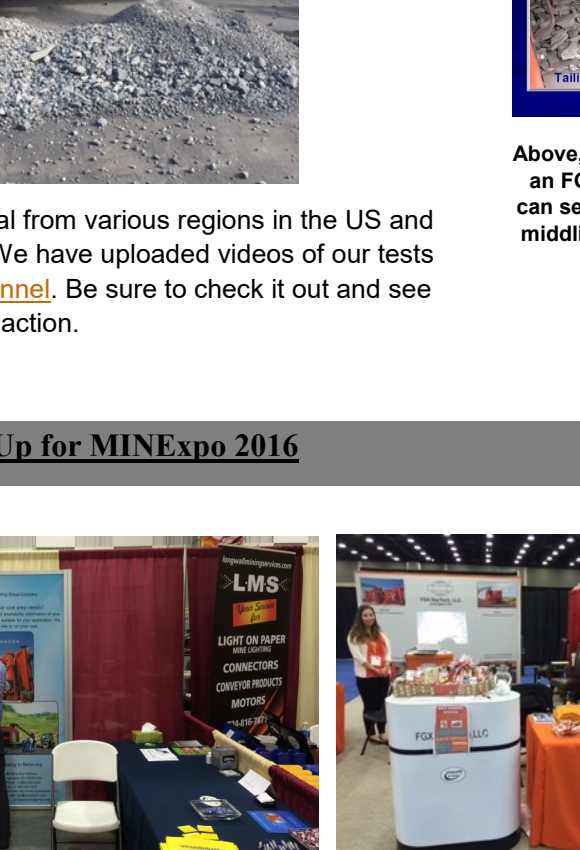 Taili
Above,
an FG
can se
middli
al from various regions in the US and
We have uploaded videos of our tests
nnel. Be sure to check it out and see
action.
Up for MINExpo 2016
longwallminingservices.com
L·M·S
Your Source
for
LIGHT ON PAPER
MINE LIGHTING
CONNECTORS
CONVEYOR PRODUCTS
MOTORS
FGX SepTech, LLC
FGX
LLC